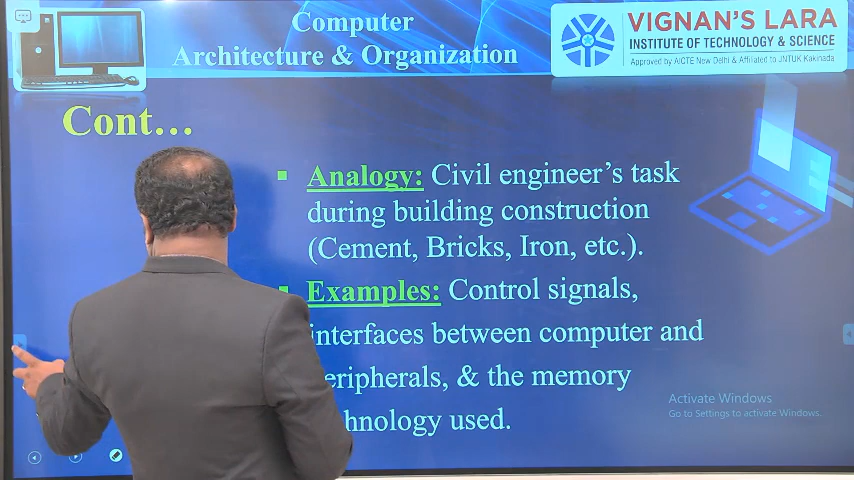 Computer
Architecture & Organization
VIGNAN'S LARA
INSTITUTE OF TECHNOLOGY & SCIENCE
Approved by AICTE New Delhi & Affiliated to JNTUK Kakinada
Cont...
Analogy: Civil engineer's task
during building construction
(Cement, Bricks, Iron, etc.).
Examples: Control signals,
interfaces between computer and
eripherals, & the memory
hnology used.
Activate Windows
Go to Settings to activate Windows.